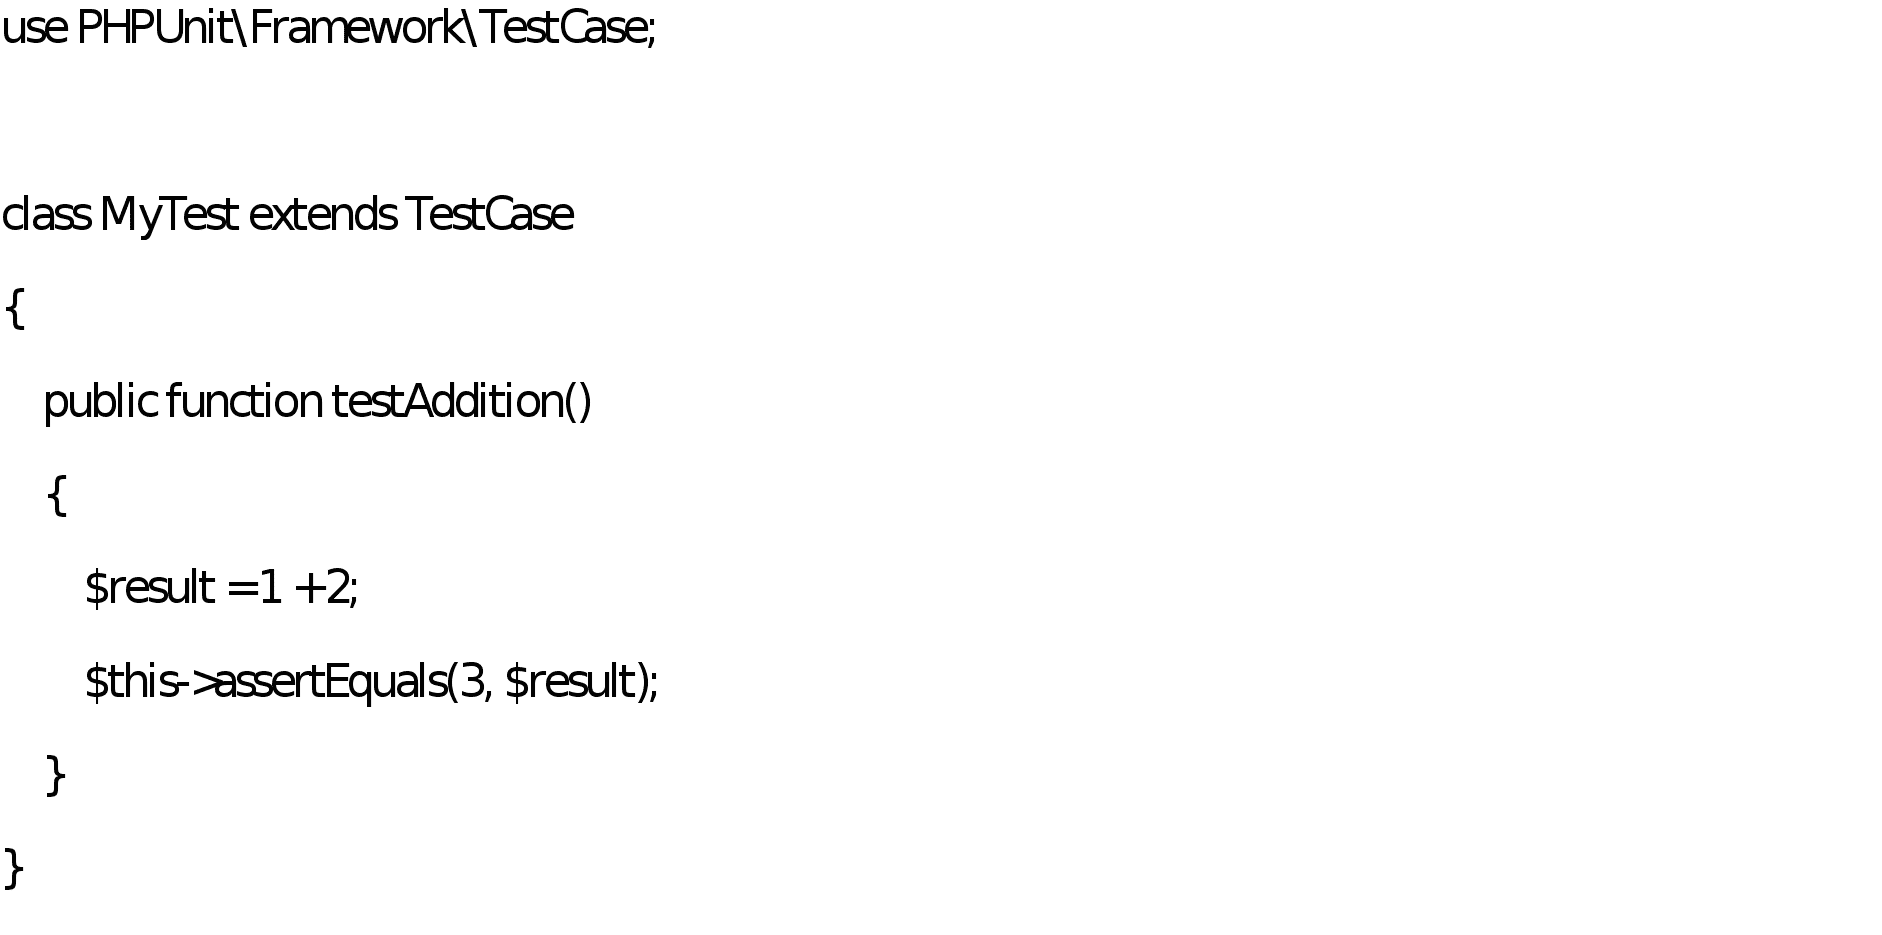 use PHPUnit\Framework\TestCase;
class MyTest extends TestCase
{
public function testAddition()
{
$result = 1 + 2;
$this->assertEquals(3, $result);
}
}